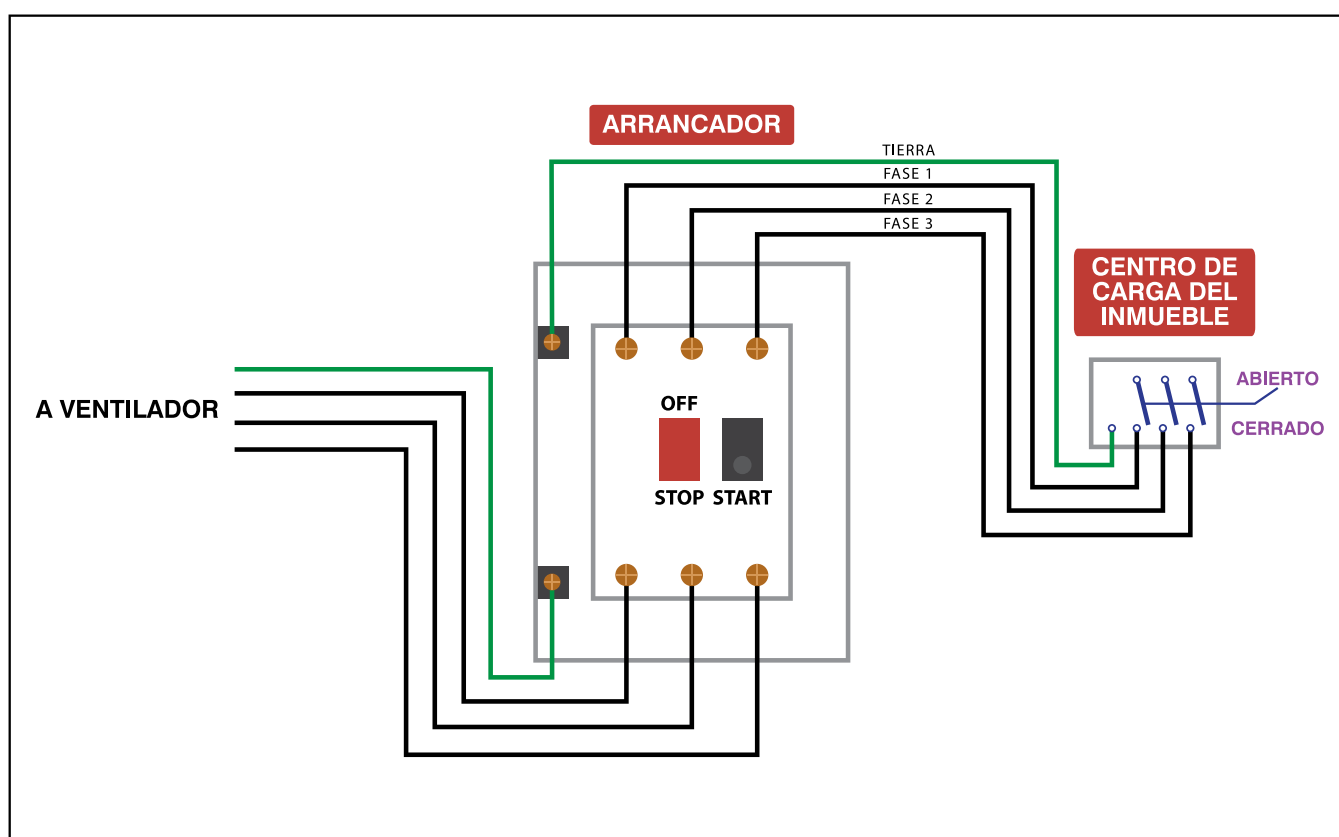 ARRANCADOR
TIERRA
FASE 1
FASE 2
FASE 3
CENTRO DE
CARGA DEL
INMUEBLE
ABIERTO
CERRADO
A VENTILADOR
OFF
STOP START